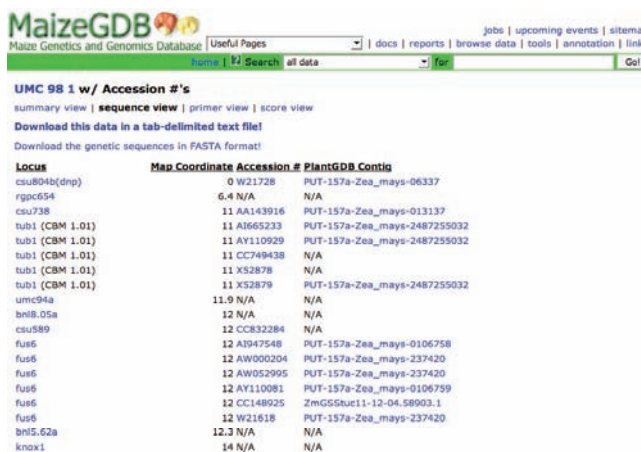 MaizeGDB
Maize Genetics and Genomics Database
Useful Pages
jobs | upcoming events | sitema
| docs | reports | browse data | tools | annotation | link
home | Search all data for Go!
UMC 98 1 w/ Accession #'s
summary view | sequence view | primer view | score view
Download this data in a tab-delimited text file!
Download the genetic sequences in FASTA format!
Locus Map Coordinate Accession # PlantGDB Contig
csu804b(dnp) 0 W21728 PUT-157a-Zea_mays-06337
rgpc654 6.4 N/A N/A
csu738 11 AA143916 PUT-157a-Zea_mays-013137
tub1 (CBM 1.01) 11 AI665233 PUT-157a-Zea_mays-2487255032
tub1 (CBM 1.01) 11 AY110929 PUT-157a-Zea_mays-2487255032
tub1 (CBM 1.01) 11 CC749438 N/A
tub1 (CBM 1.01) 11 X52878 N/A
tub1 (CBM 1.01) 11 X52879 PUT-157a-Zea_mays-2487255032
umc94a 11.9 N/A N/A
bnl8.05a 12 N/A N/A
csu589 12 CC832284 N/A
fus6 12 AI947548 PUT-157a-Zea_mays-0106758
fus6 12 AW000204 PUT-157a-Zea_mays-237420
fus6 12 AW052995 PUT-157a-Zea_mays-237420
fus6 12 AY110081 PUT-157a-Zea_mays-0106759
fus6 12 CC148925 ZmGSStuc11-12-04.58903.1
fus6 12 W21618 PUT-157a-Zea_mays-237420
bnl5.62a 12.3 N/A N/A
knox1 14 N/A N/A